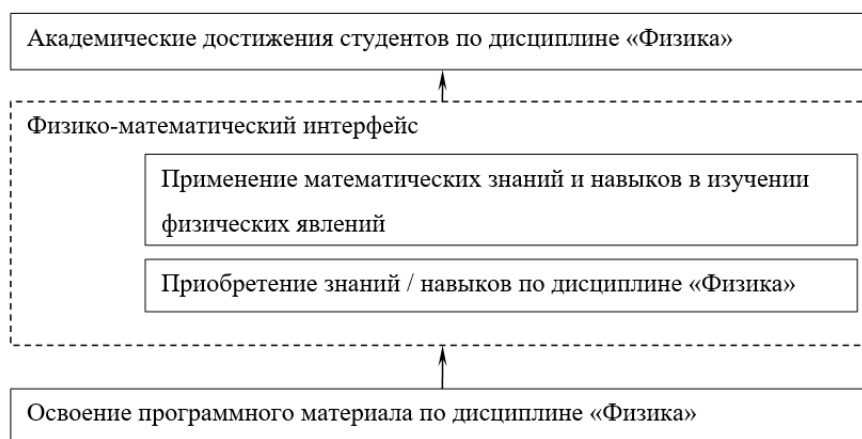 Академические достижения студентов по дисциплине «Физика»
Физико-математический интерфейс
Применение математических знаний и навыков в изучении
физических явлений
Приобретение знаний / навыков по дисциплине «Физика»
Освоение программного материала по дисциплине «Физика»